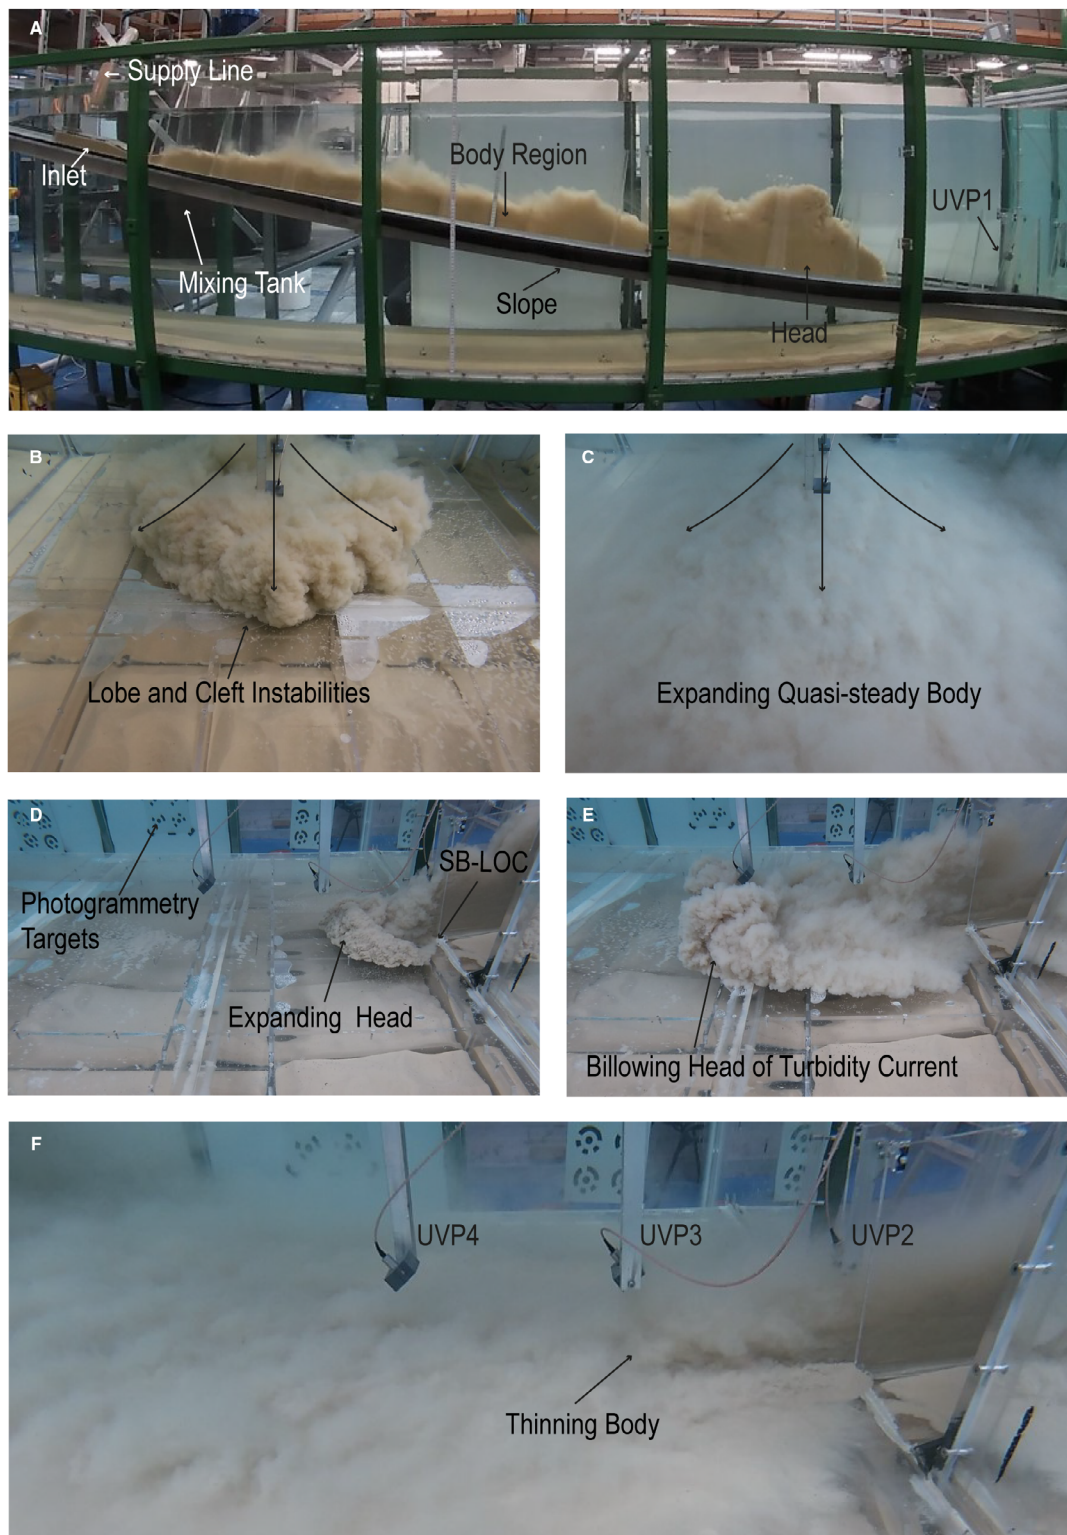 A
← Supply Line
Body Region
Inlet
UVP1
Mixing Tank
Slope
Head
B
Lobe and Cleft Instabilities
C
Expanding Quasi-steady Body
D
SB-LOC
Photogrammetry
Targets
Expanding Head
E
Billowing Head of Turbidity Current
F
UVP4
UVP3
UVP2
Thinning Body